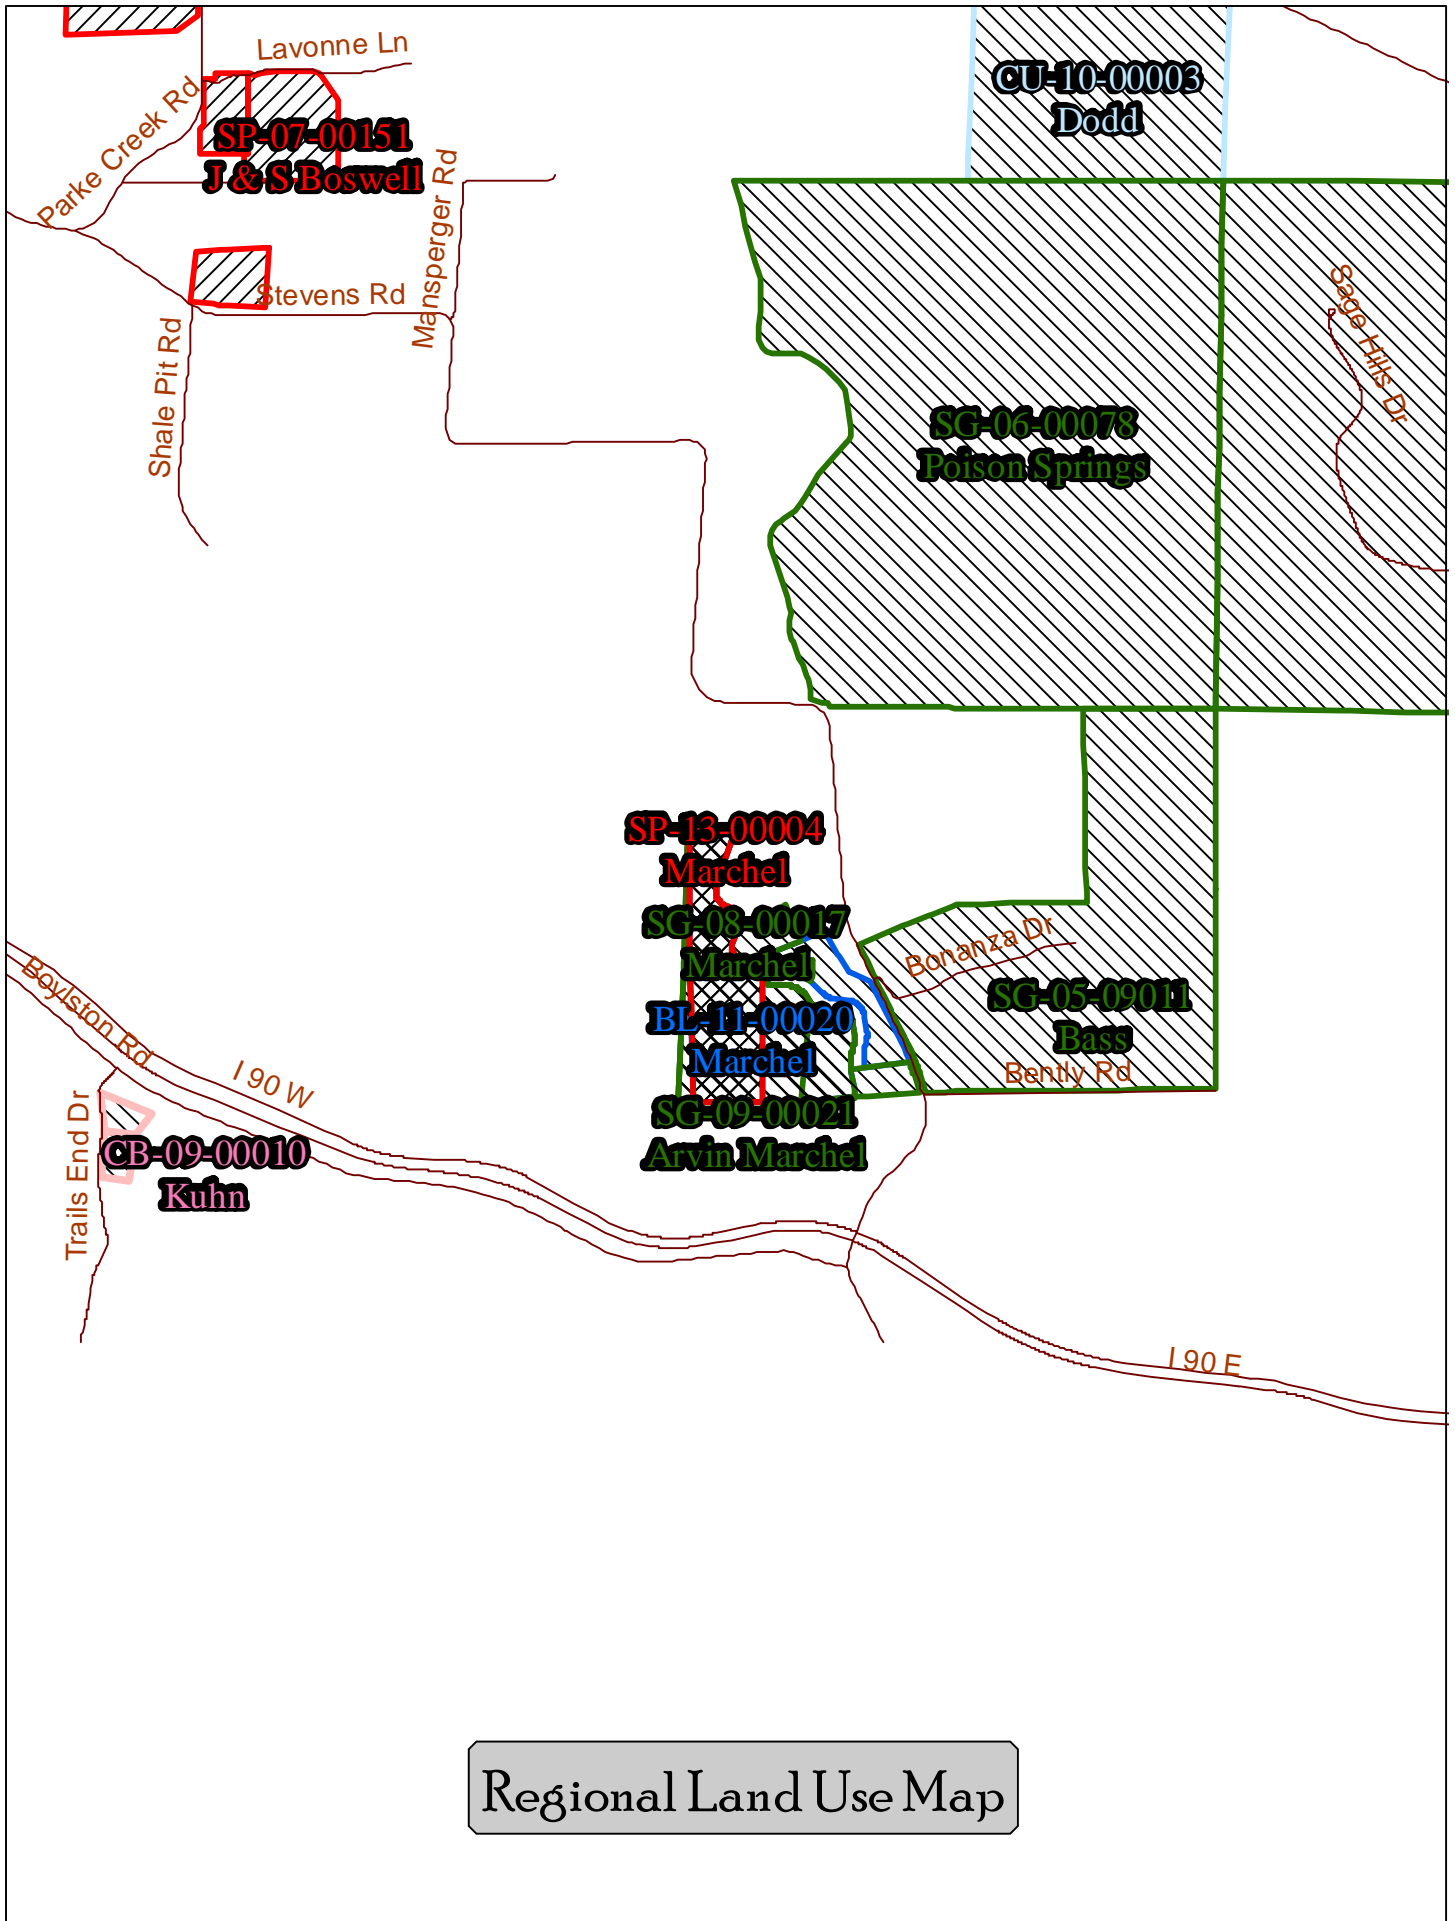 Lavonne Ln
CU-10-00003
Dodd
Parke Creek Rd
SP-07-00151
J & S Boswell
Mansperger Rd
Stevens Rd
Sage Hills Dr
Shale Pit Rd
SG-06-00078
Poison Springs
SP-13-00004
Marchel
SG-08-00017
Marchel
Bonanza Dr
SG-05-09011
Bass
BL-11-00020
Marchel
Bently Rd
Boylston Rd
I 90 W
SG-09-00021
Arvin Marchel
Trails End Dr
CB-09-00010
Kuhn
I 90 E
Regional Land Use Map